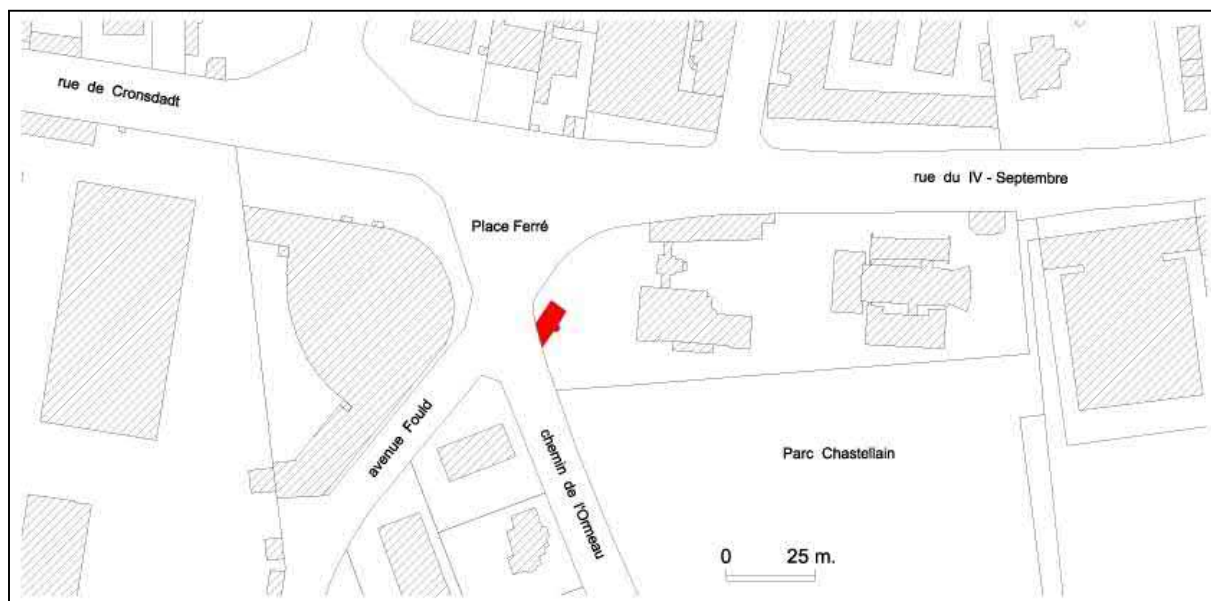 rue de Cronsdadt
rue du IV - Septembre
Place Ferré
avenue Fould
chemin de l'Ormeau
Parc Chastellain
0 25 m.